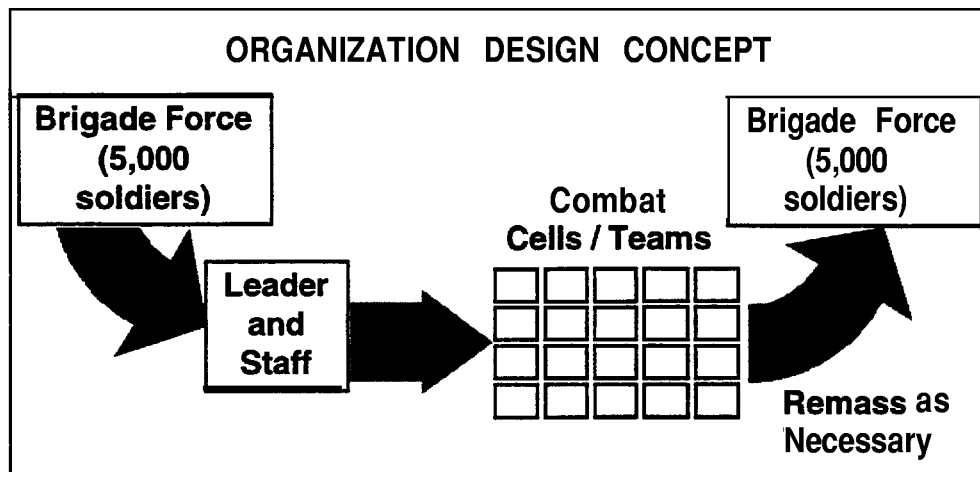 ORGANIZATION DESIGN CONCEPT
Brigade Force
(5,000
soldiers)
Leader
and
Staff
Combat
Cells / Teams
Brigade Force
(5,000
soldiers)
Remass as
Necessary